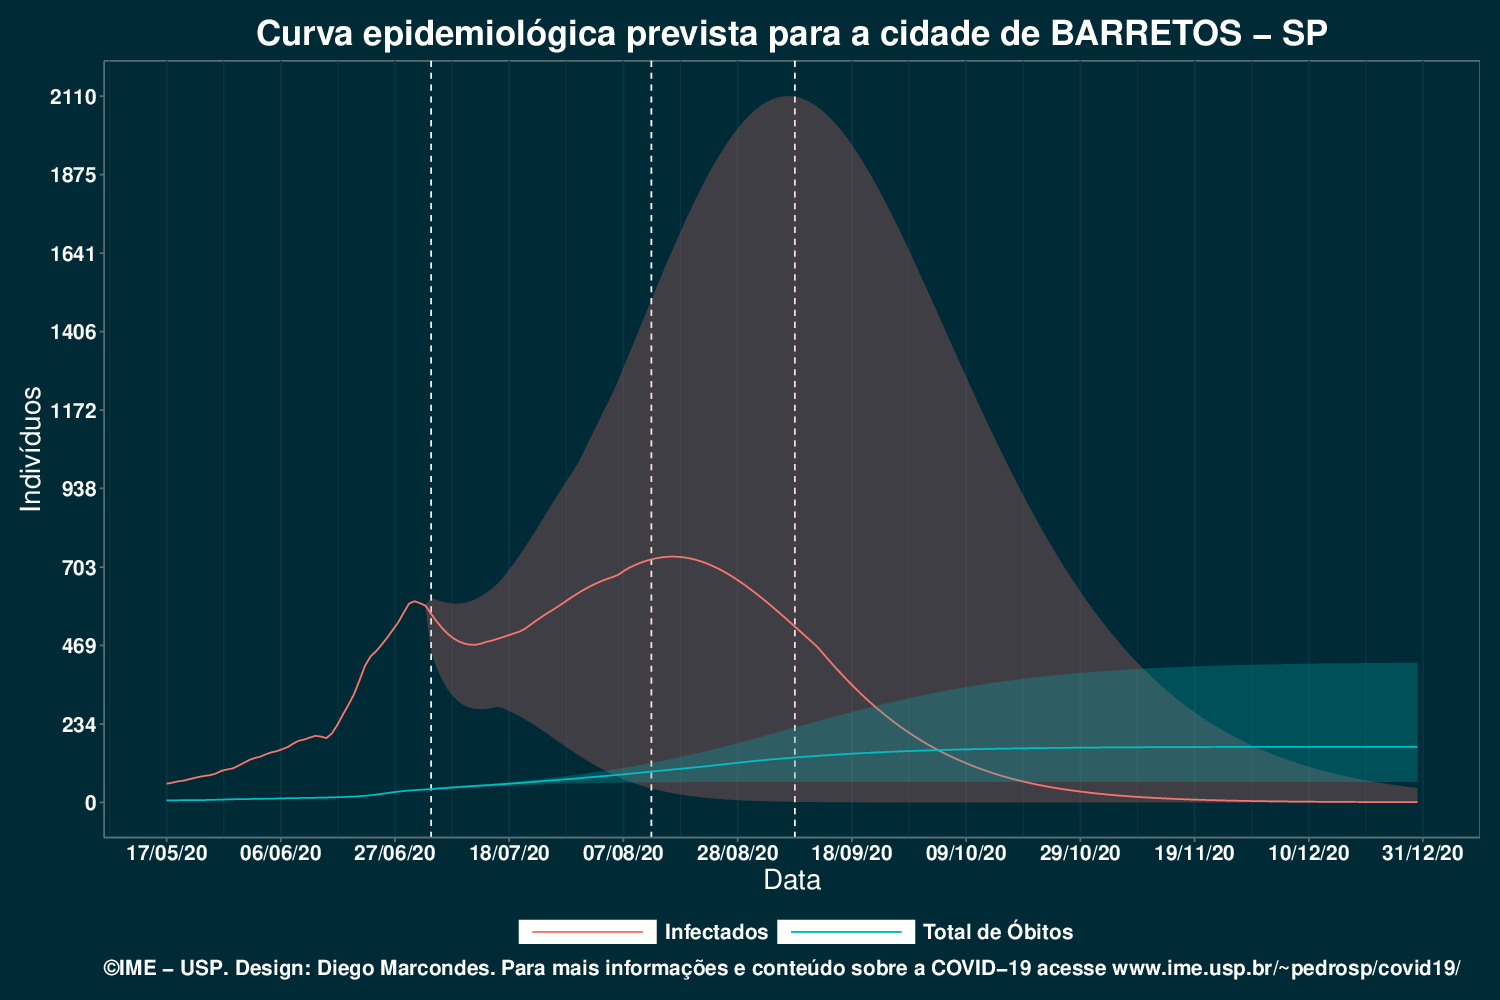 Curva epidemiológica prevista para a cidade de BARRETOS – SP
2110
1875
1641
1406
1172
938
703
469
234
0
Indivíduos
17/05/20 06/06/20 27/06/20 18/07/20 07/08/20 28/08/20 18/09/20 09/10/20 29/10/20 19/11/20 10/12/20 31/12/20
Data
Infectados Total de Óbitos
©IME – USP. Design: Diego Marcondes. Para mais informações e conteúdo sobre a COVID–19 acesse www.ime.usp.br/~pedrosp/covid19/